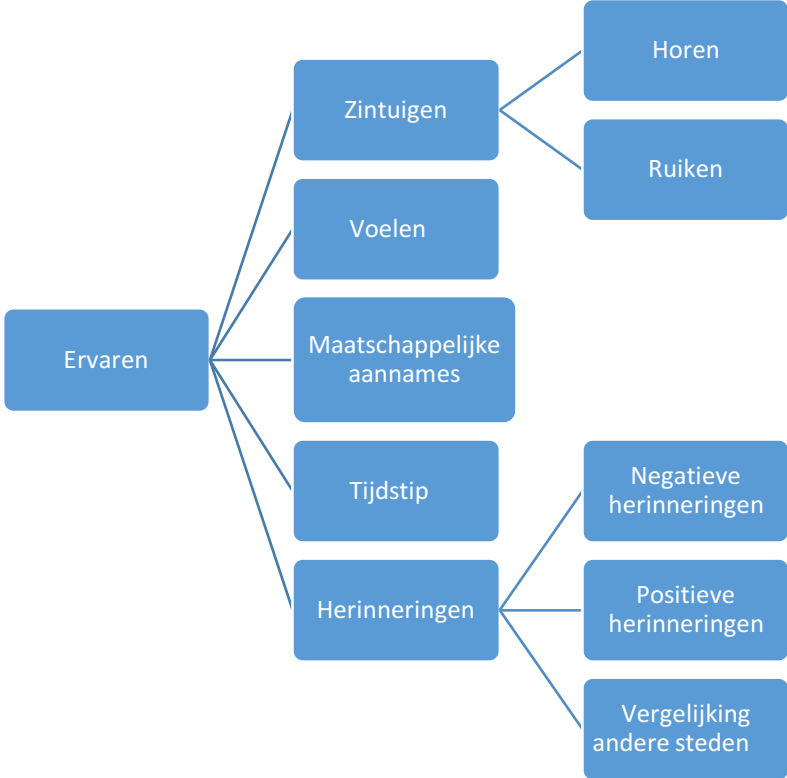 Ervaren
Zintuigen
Horen
Ruiken
Voelen
Maatschappelijke
aannames
Tijdstip
Herinneringen
Negatieve
herinneringen
Positieve
herinneringen
Vergelijking
andere steden